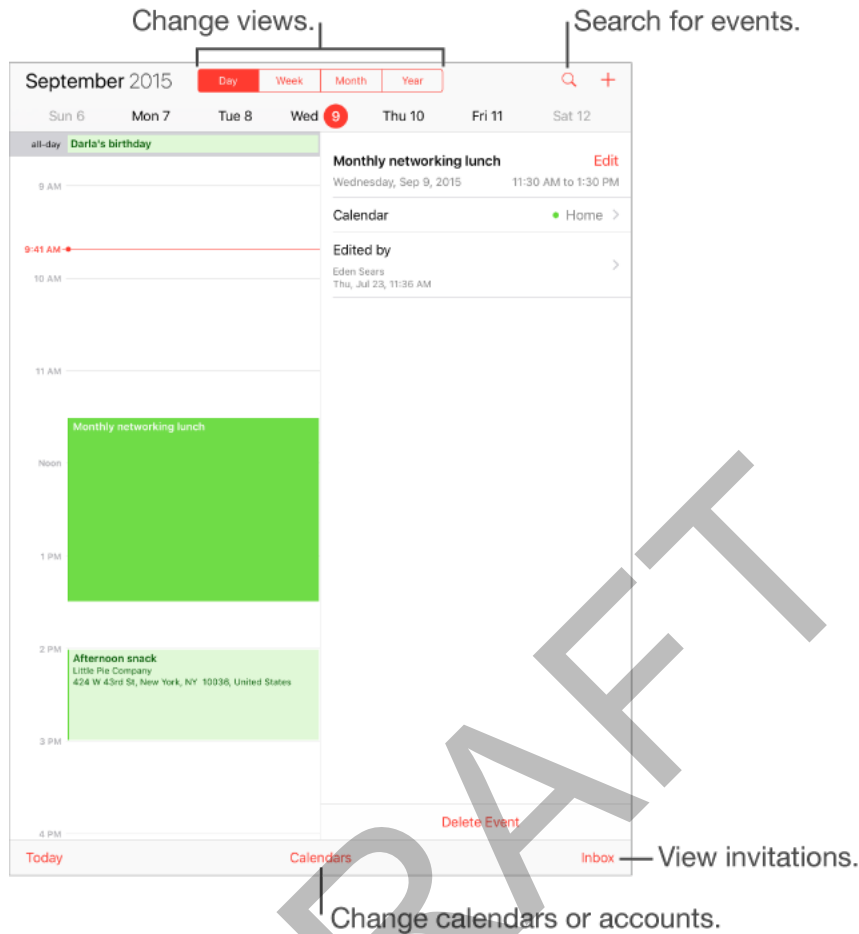 Change views.
Search for events.
September 2015 Day Week Month Year
Sun 6 Mon 7 Tue 8 Wed 9 Thu 10 Fri 11 Sat 12
all-day Darla's birthday
Monthly networking lunch Edit
Wednesday, Sep 9, 2015 11:30 AM to 1:30 PM
9 AM
Calendar Home
9:41 AM
Edited by
Eden Sears
Thu, Jul 23, 11:36 AM
10 AM
11 AM
Monthly networking lunch
Noon
1 PM
2 PM
Afternoon snack
Little Pie Company
424 W 43rd St, New York, NY 10036, United States
3 PM
Delete Event
4 PM
Today Calendars Inbox
View invitations.
Change calendars or accounts.
RAFT